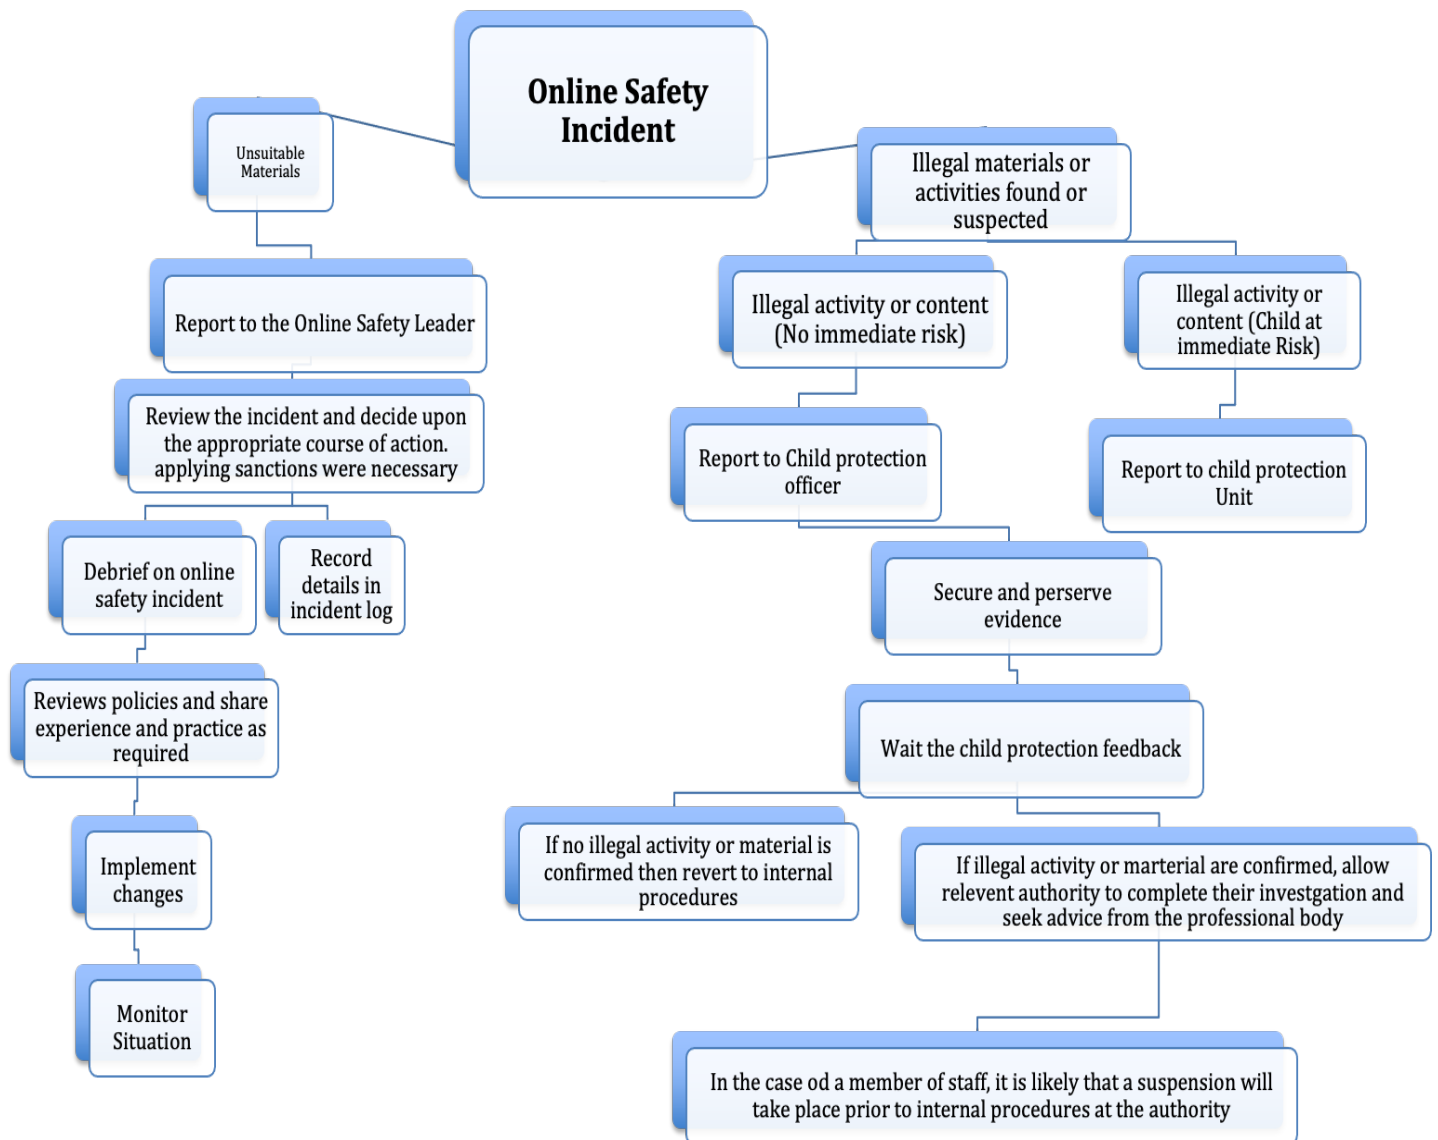 Online Safety
Incident
Unsuitable
Materials
Illegal materials or
activities found or
suspected
Report to the Online Safety Leader
Illegal activity or content
(No immediate risk)
Illegal activity or
content (Child at
immediate Risk)
Review the incident and decide upon
the appropriate course of action.
applying sanctions were necessary
Report to Child protection
officer
Report to child protection
Unit
Debrief on online
safety incident
Record
details in
incident log
Secure and perserve
evidence
Reviews policies and share
experience and practice as
required
Wait the child protection feedback
Implement
changes
If no illegal activity or material is
confirmed then revert to internal
procedures
If illegal activity or marterial are confirmed, allow
relevent authority to complete their investgation and
seek advice from the professional body
Monitor
Situation
In the case od a member of staff, it is likely that a suspension will
take place prior to internal procedures at the authority